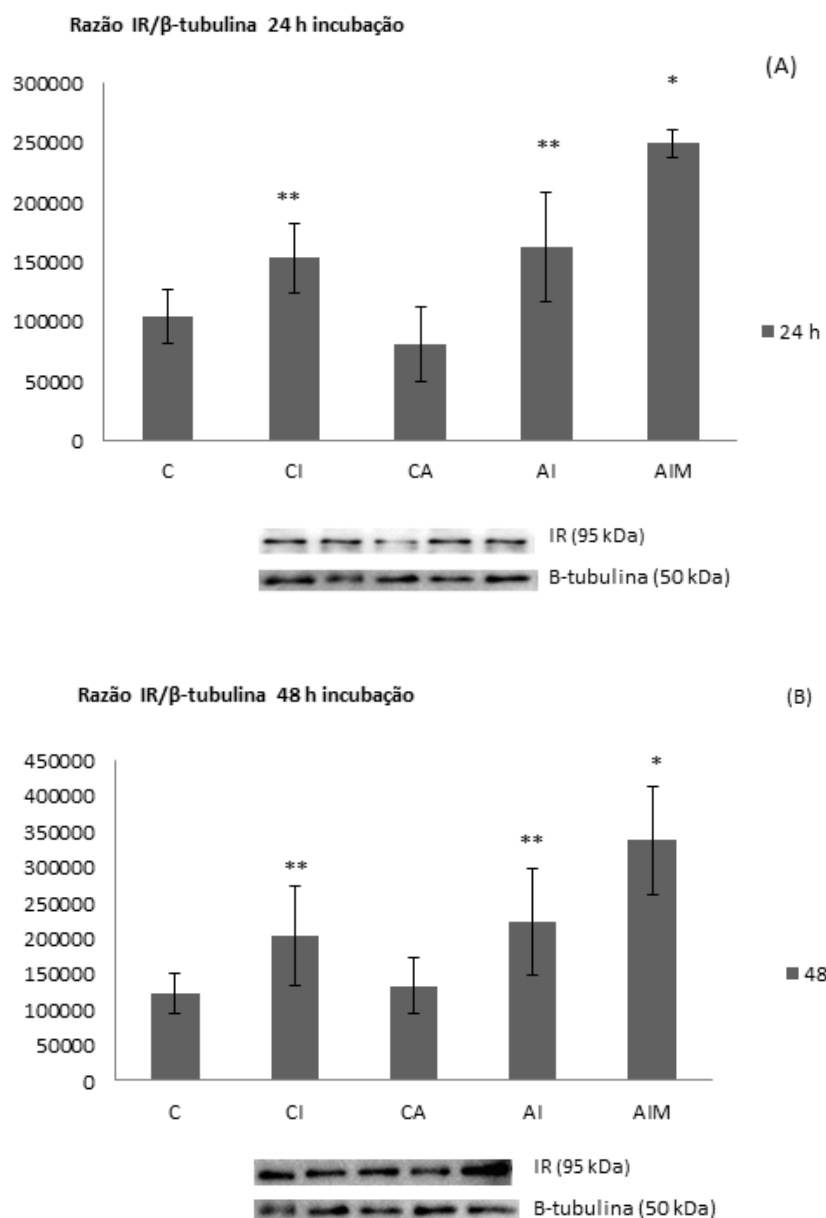 Razão IR/β-tubulina 24 h incubação
(A)
300000
250000
200000
150000
100000
50000
0
**
**
*
C CI CA AI AIM
24 h
IR (95 kDa)
B-tubulina (50 kDa)
Razão IR/β-tubulina 48 h incubação
(B)
450000
400000
350000
300000
250000
200000
150000
100000
50000
0
**
**
*
C CI CA AI AIM
48
IR (95 kDa)
B-tubulina (50 kDa)